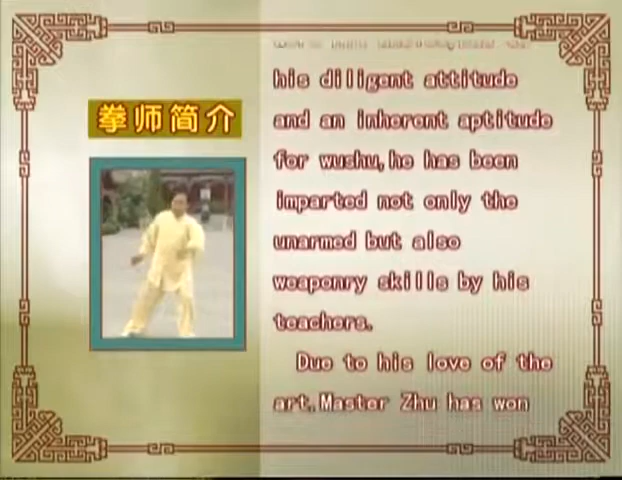 拳师简介
his diligent attitude
and an inherent aptitude
for wushu,he has been
imparted not only the
unarmed but also
weaponry skills by his
teachers.
Due to his love of the
art.Master Zhu has won